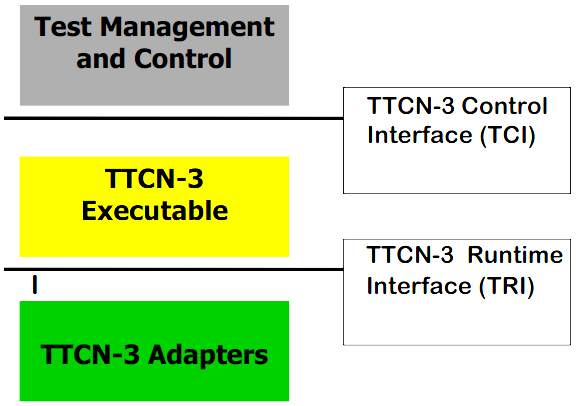 Test Management
and Control
TTCN-3 Control
Interface (TCI)
TTCN-3
Executable
TTCN-3  Runtime
Interface (TRI)
I
TTCN-3 Adapters